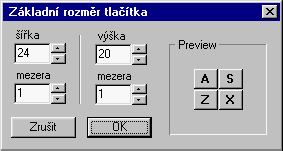 Základní rozměr tlačítka
šířka
24
výška
20
mezera
1
mezera
1
Preview
A S
Z X
Zrušit
OK